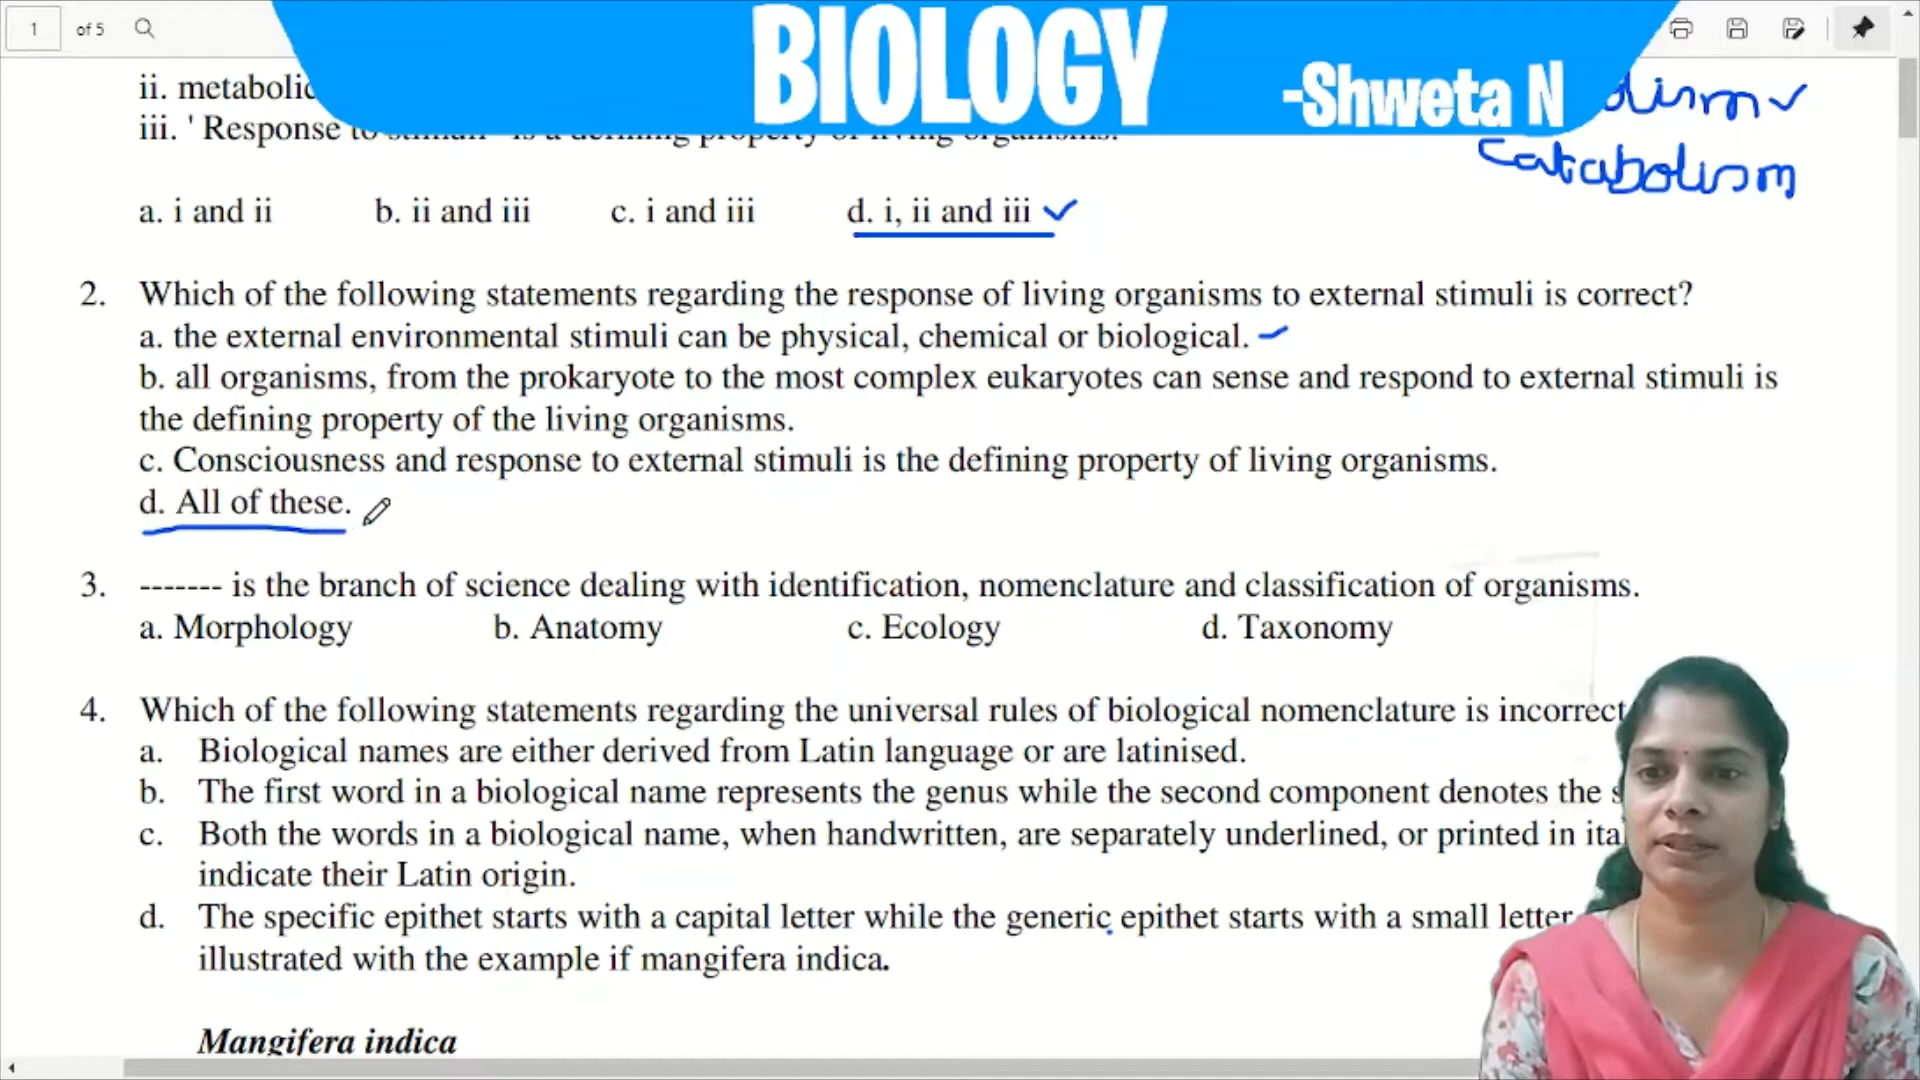 1 of 5
BIOLOGY
-Shweta N
ii. metabolic
iii. ' Response to stimuli is a defining property of living organisms.
Catabolism
a. i and ii b. ii and iii c. i and iii d. i, ii and iii
2. Which of the following statements regarding the response of living organisms to external stimuli is correct?
a. the external environmental stimuli can be physical, chemical or biological.
b. all organisms, from the prokaryote to the most complex eukaryotes can sense and respond to external stimuli is
the defining property of the living organisms.
c. Consciousness and response to external stimuli is the defining property of living organisms.
d. All of these.
3. ------- is the branch of science dealing with identification, nomenclature and classification of organisms.
a. Morphology b. Anatomy c. Ecology d. Taxonomy
4. Which of the following statements regarding the universal rules of biological nomenclature is incorrect
a. Biological names are either derived from Latin language or are latinised.
b. The first word in a biological name represents the genus while the second component denotes the
c. Both the words in a biological name, when handwritten, are separately underlined, or printed in
indicate their Latin origin.
d. The specific epithet starts with a capital letter while the generic epithet starts with a small letter
illustrated with the example if mangifera indica.
Mangifera indica